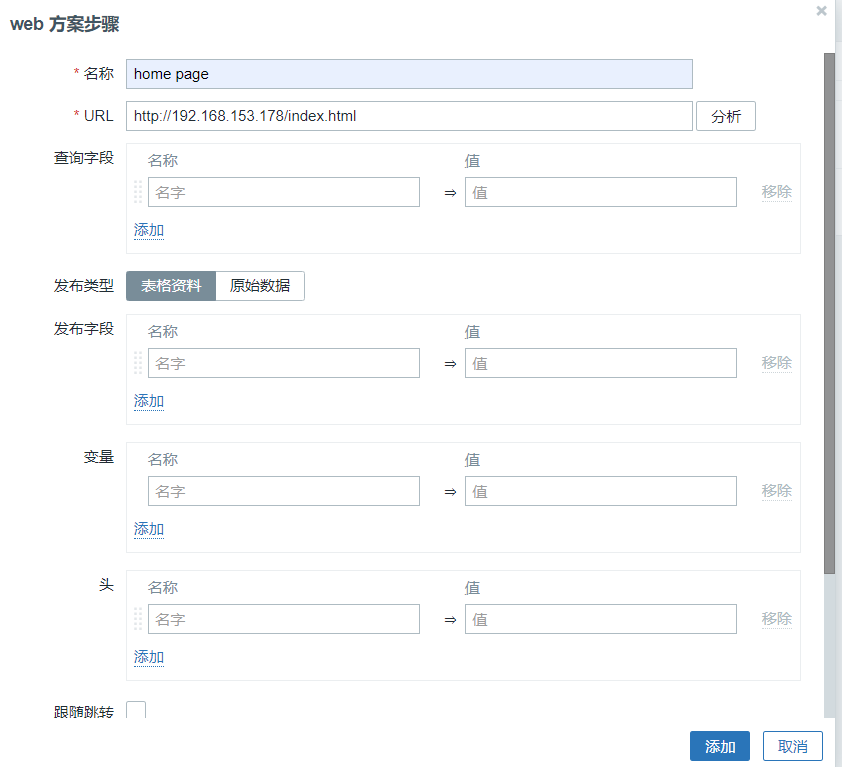 web 方案步骤
* 名称 home page
* URL http://192.168.153.178/index.html 分析
查询字段 名称 值
名字 ⇒ 值 移除
添加
发布类型 表格资料 原始数据
发布字段 名称 值
名字 ⇒ 值 移除
添加
变量 名称 值
名字 ⇒ 值 移除
添加
头 名称 值
名字 ⇒ 值 移除
添加
跟随跳转
添加 取消